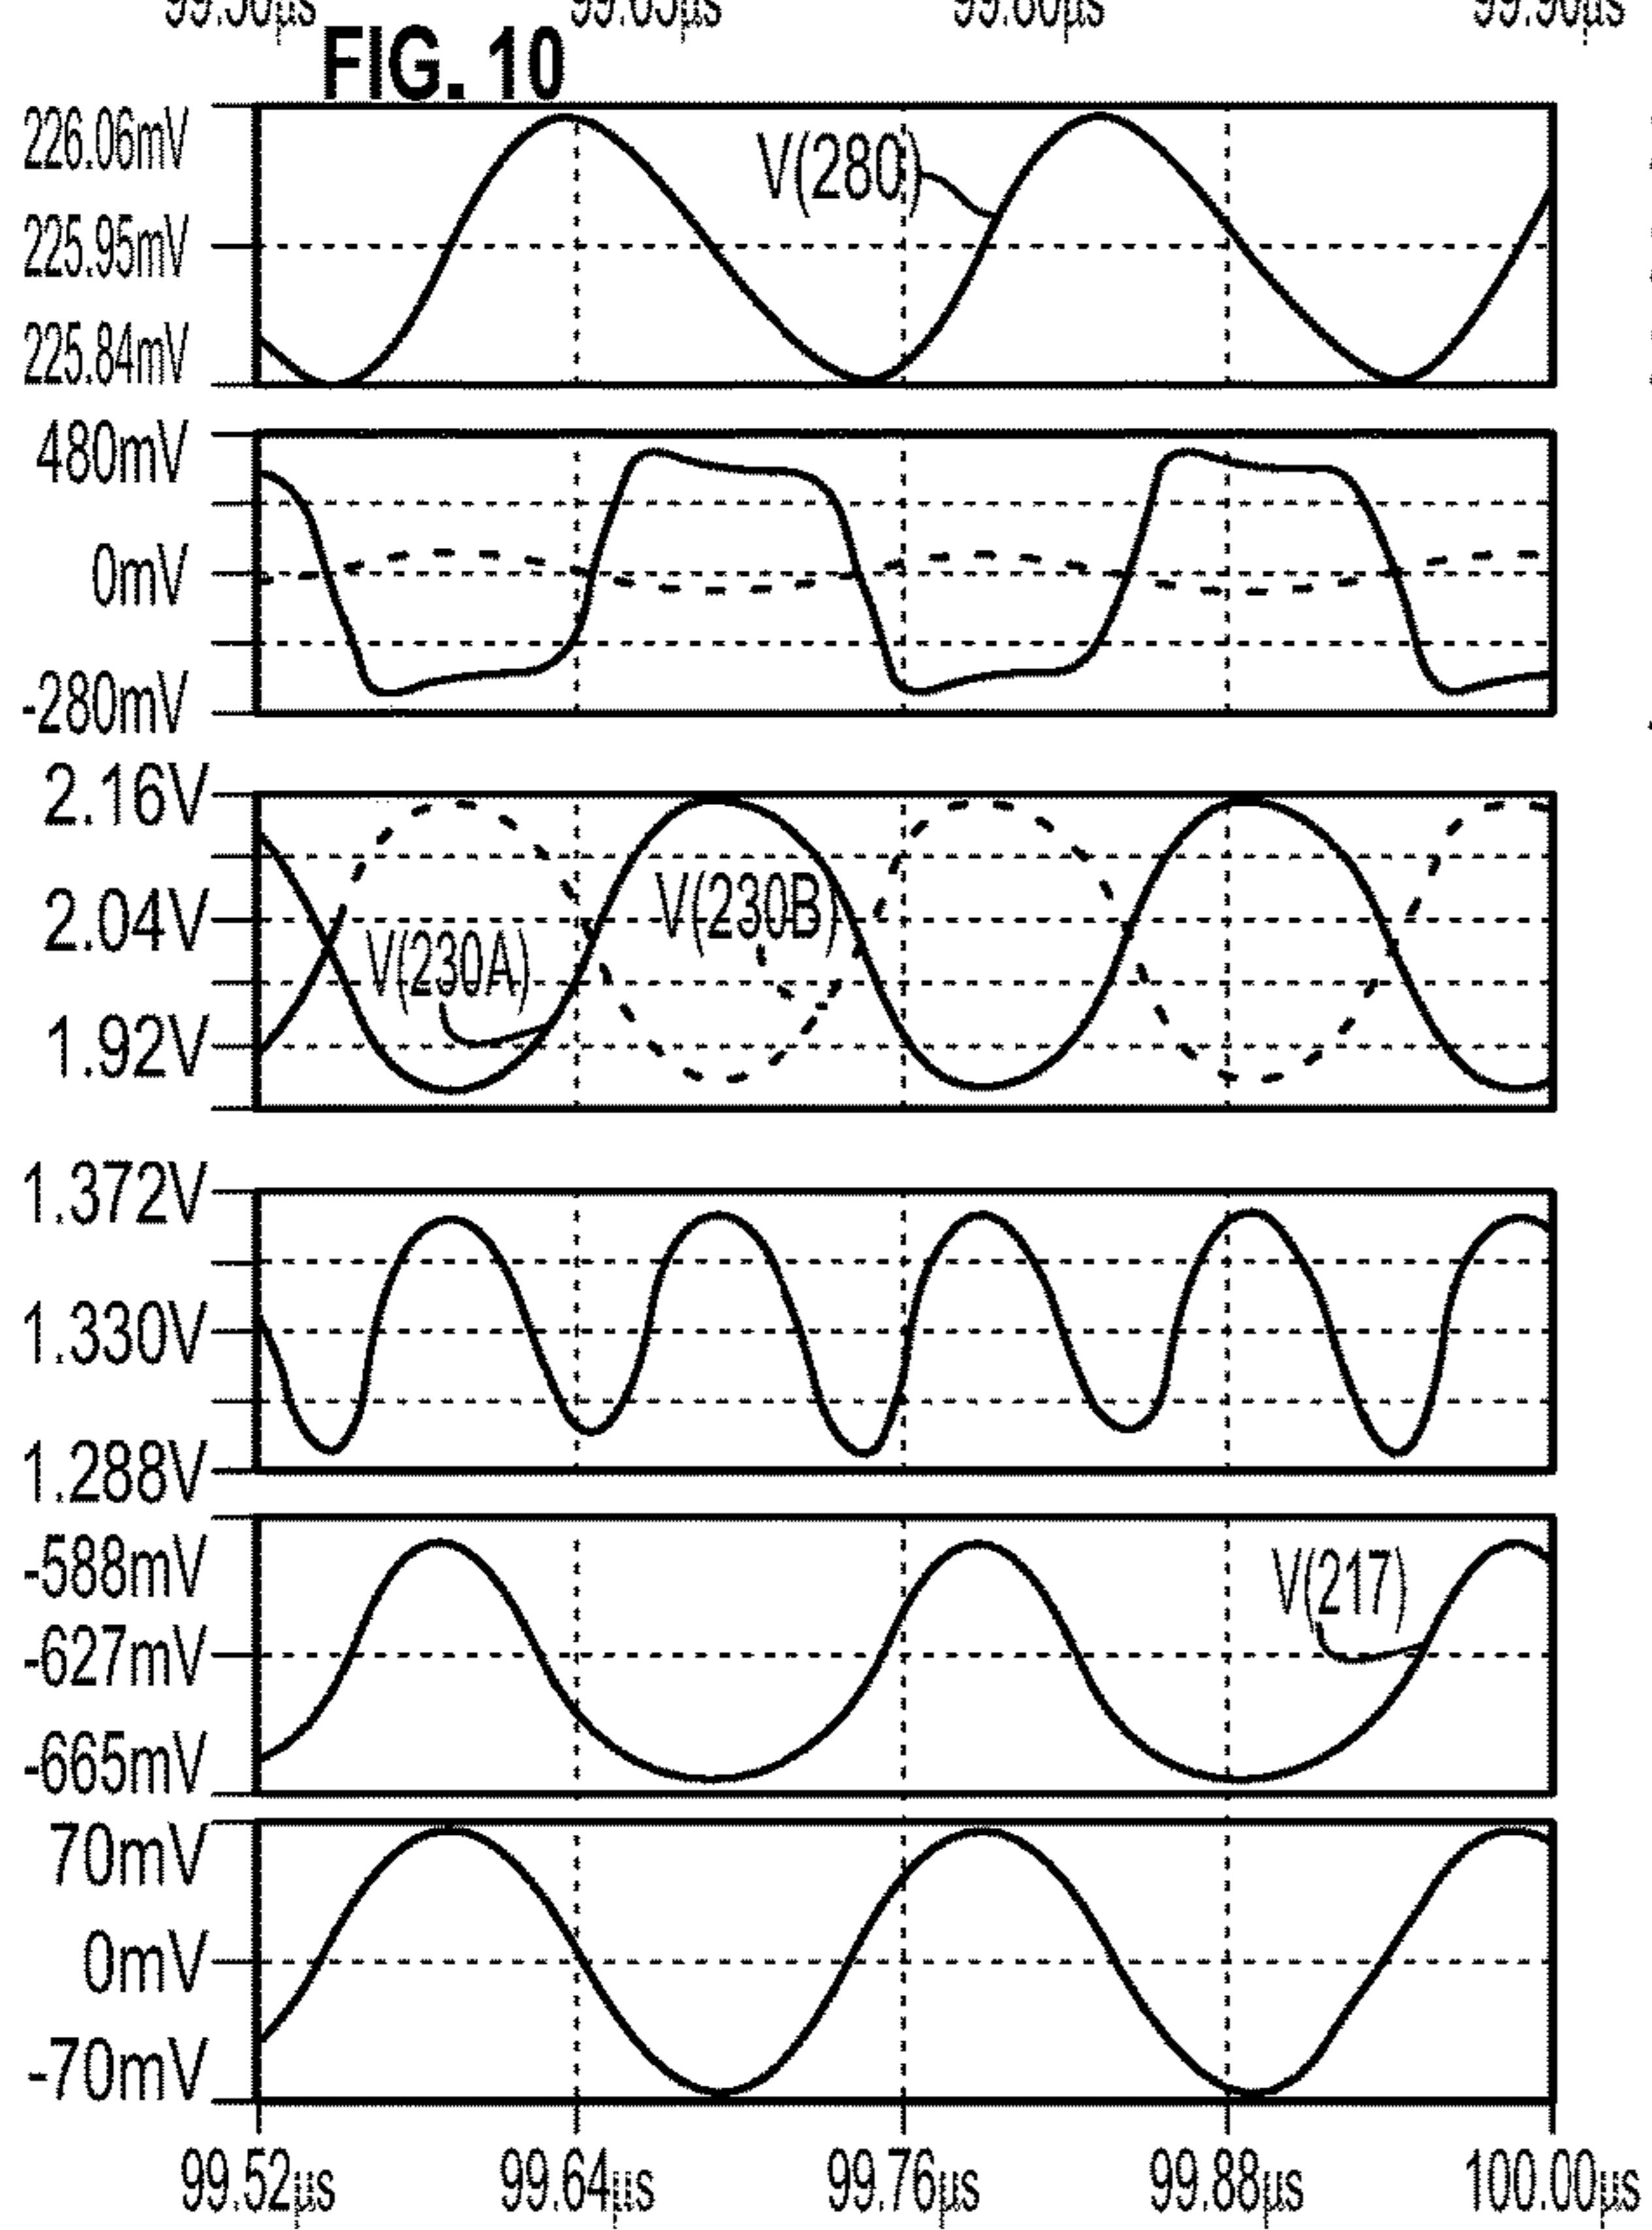 FIG. 10
226.06mV
V(280)
225.95mV
225.84mV
480mV
0mV
-280mV
2.16V
2.04V
V(230A)
V(230B)
1.92V
1.372V
1.330V
1.288V
-588mV
V(217)
-627mV
-665mV
70mV
0mV
-70mV
99.52µs 99.64µs 99.76µs 99.88µs 100.00µs